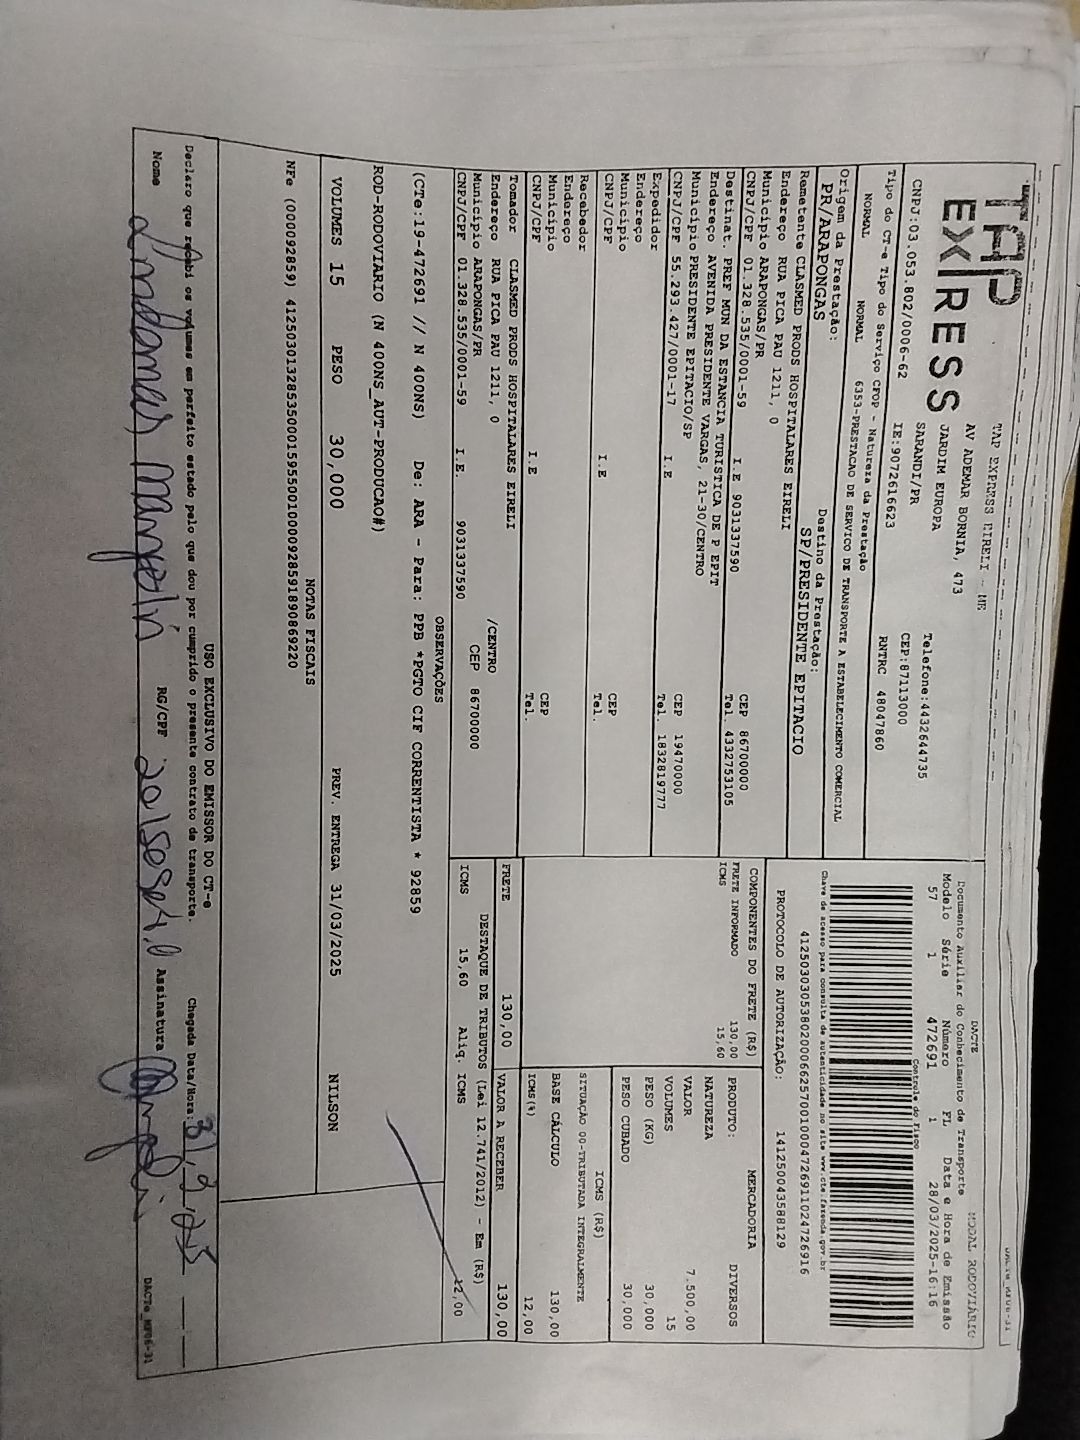 TAP EXPRESS
TAP EXPRESS EIRELI - ME
AV ADEMAR BORNIA, 473
JARDIM EUROPA
SARANDI/PR
Telefone:4432644735
CEP:87113000
CNPJ:03.053.802/0006-62 IE:9072616623 RNTRC 48047860
Tipo do CT-e Tipo do Serviço CFOP - Natureza da Prestação
NORMAL NORMAL 6353-PRESTACAO DE SERVICO DE TRANSPORTE A ESTABELECIMENTO COMERCIAL
Origem da Prestação: Destino da Prestação:
PR/ARAPONGAS SP/PRESIDENTE EPITACIO
DACTE MODAL RODOVIÁRIO
Documento Auxiliar do Conhecimento de Transporte
Modelo Série Número FL Data e Hora de Emissão
57 1 472691 1 28/03/2025-16:16
Controle do Fisco
Chave de acesso para consulta de autenticidade no site www.cte.fazenda.gov.br
41250303053802000662570010004726911024726916
PROTOCOLO DE AUTORIZAÇÃO: 141250043588129
Remetente CLASMED PRODS HOSPITALARES EIRELI
Endereço RUA PICA PAU 1211, 0
Município ARAPONGAS/PR CEP 86700000
CNPJ/CPF 01.328.535/0001-59 I.E 9031337590 Tel. 4332753105
Destinat. PREF MUN DA ESTANCIA TURISTICA DE P EPIT
Endereço AVENIDA PRESIDENTE VARGAS, 21-30/CENTRO
Município PRESIDENTE EPITACIO/SP CEP 19470000
CNPJ/CPF 55.293.427/0001-17 I.E Tel. 1832819777
Expedidor
Endereço
Município CEP
CNPJ/CPF I.E Tel.
Recebedor
Endereço
Município CEP
CNPJ/CPF I.E Tel.
Tomador CLASMED PRODS HOSPITALARES EIRELI
Endereço RUA PICA PAU 1211, 0 /CENTRO
Município ARAPONGAS/PR CEP 86700000
CNPJ/CPF 01.328.535/0001-59 I.E. 9031337590
COMPONENTES DO FRETE (R$)
FRETE INFORMADO 130,00
ICMS 15,60
PRODUTO: MERCADORIA
NATUREZA DIVERSOS
VALOR 7.500,00
VOLUMES 15
PESO (KG) 30,000
PESO CUBADO 30,000
ICMS (R$)
SITUAÇÃO 00-TRIBUTADA INTEGRALMENTE
BASE CÁLCULO 130,00
ICMS(%) 12,00
FRETE 130,00 VALOR A RECEBER 130,00
DESTAQUE DE TRIBUTOS (Lei 12.741/2012) - Em (R$)
ICMS 15,60 Aliq. ICMS 12,00
OBSERVAÇÕES
(CTe:19-472691 // N 400NS) De: ARA - Para: PPB *PGTO CIF CORRENTISTA * 92859
ROD-RODOVIARIO (N 400NS_AUT-PRODUCAO#)
VOLUMES 15 PESO 30,000 PREV. ENTREGA 31/03/2025 NILSON
NOTAS FISCAIS
NFe (000092859) 41250301328535000159550010000928591890869220
USO EXCLUSIVO DO EMISSOR DO CT-e
Declaro que recebi os volumes em perfeito estado pelo que dou por cumprido o presente contrato de transporte. Chegada Data/Hora:
Nome RG/CPF Assinatura
DACTe_MF06-31